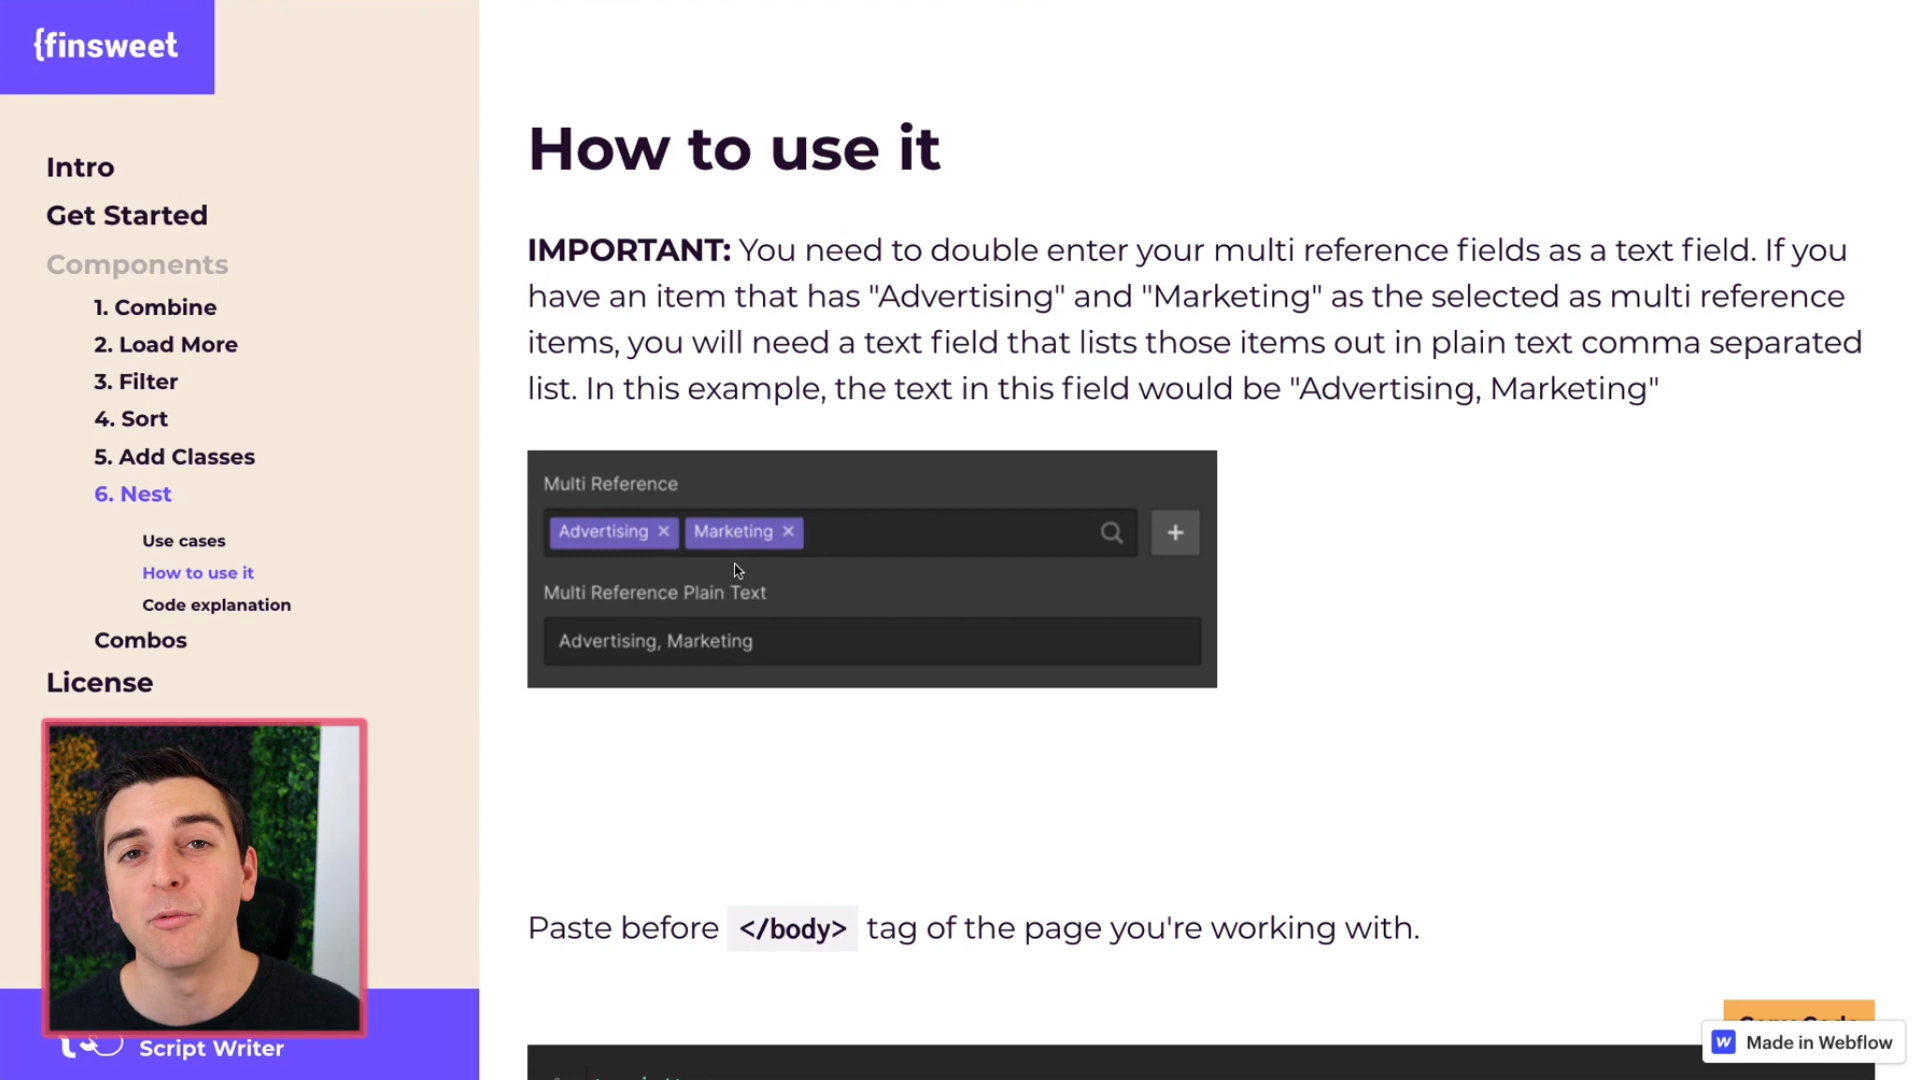 {finsweet
Intro
Get Started
Components
1. Combine
2. Load More
3. Filter
4. Sort
5. Add Classes
6. Nest
Use cases
How to use it
Code explanation
Combos
License
Script Writer
How to use it
IMPORTANT: You need to double enter your multi reference fields as a text field. If you
have an item that has "Advertising" and "Marketing" as the selected as multi reference
items, you will need a text field that lists those items out in plain text comma separated
list. In this example, the text in this field would be "Advertising, Marketing"
Multi Reference
Advertising × Marketing ×
+
Multi Reference Plain Text
Advertising, Marketing
Paste before </body> tag of the page you're working with.
W Made in Webflow